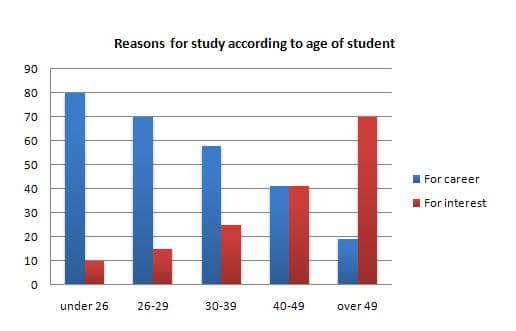 Reasons for study according to age of student
90
80
70
60
50
40
30
20
10
0
under 26 26-29 30-39 40-49 over 49
For career
For interest